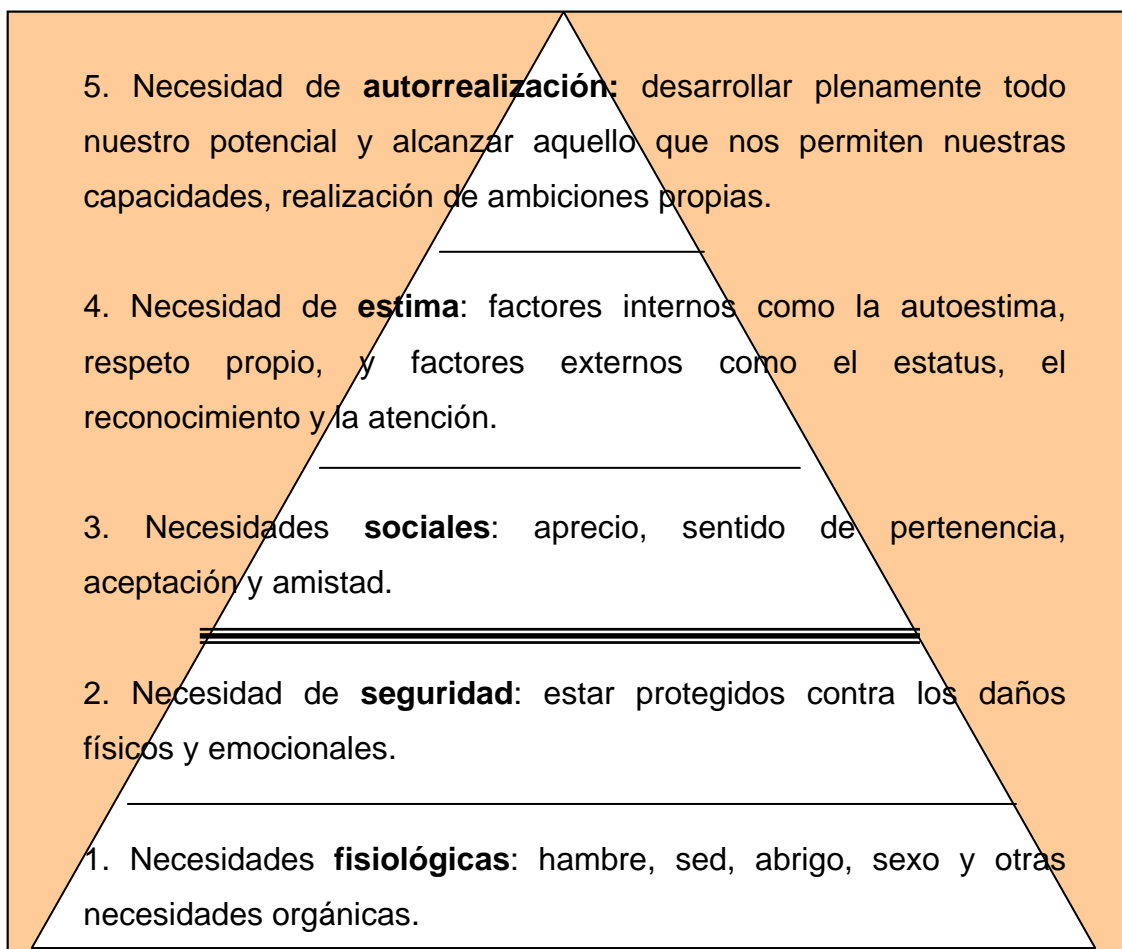 5. Necesidad de autorrealización: desarrollar plenamente todo
nuestro potencial y alcanzar aquello que nos permiten nuestras
capacidades, realización de ambiciones propias.
4. Necesidad de estima: factores internos como la autoestima,
respeto propio, y factores externos como el estatus, el
reconocimiento y la atención.
3. Necesidades sociales: aprecio, sentido de pertenencia,
aceptación y amistad.
2. Necesidad de seguridad: estar protegidos contra los daños
físicos y emocionales.
1. Necesidades fisiológicas: hambre, sed, abrigo, sexo y otras
necesidades orgánicas.